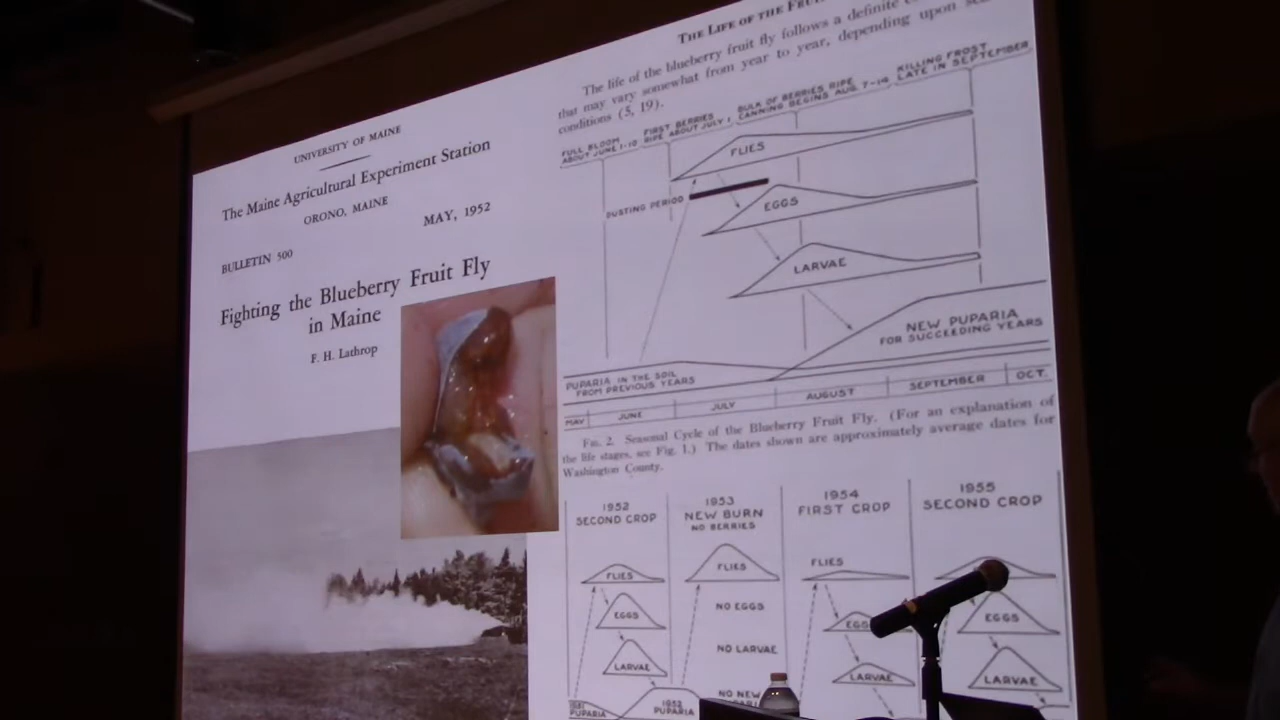 UNIVERSITY OF MAINE
The Maine Agricultural Experiment Station
ORONO, MAINE
BULLETIN 500
MAY, 1952
Fighting the Blueberry Fruit Fly
in Maine
F. H. Lathrop
THE LIFE OF THE
The life of the blueberry fruit fly follows a definite
that may vary somewhat from year to year, depending upon
conditions (5, 19).
FULL BLOOM
ABOUT JUNE 1-10
FIRST BERRIES
RIPE ABOUT JULY 1
BULK OF BERRIES RIPE
CANNING BEGINS AUG. 7-14
KILLING FROST
LATE IN SEPTEMBER
FLIES
DUSTING PERIOD
EGGS
LARVAE
NEW PUPARIA
FOR SUCCEEDING YEARS
PUPARIA IN THE SOIL
FROM PREVIOUS YEARS
MAY JUNE JULY AUGUST SEPTEMBER OCT.
FIG. 2. Seasonal Cycle of the Blueberry Fruit Fly. (For an explanation of
the life stages, see Fig. 1.) The dates shown are approximately average dates for
Washington County.
1952
SECOND CROP
FLIES
EGGS
LARVAE
1951
PUPARIA
1952
PUPARIA
1953
NEW BURN
NO BERRIES
FLIES
NO EGGS
NO LARVAE
NO NEW
1954
FIRST CROP
FLIES
EGGS
LARVAE
1955
SECOND CROP
EGGS
LARVAE